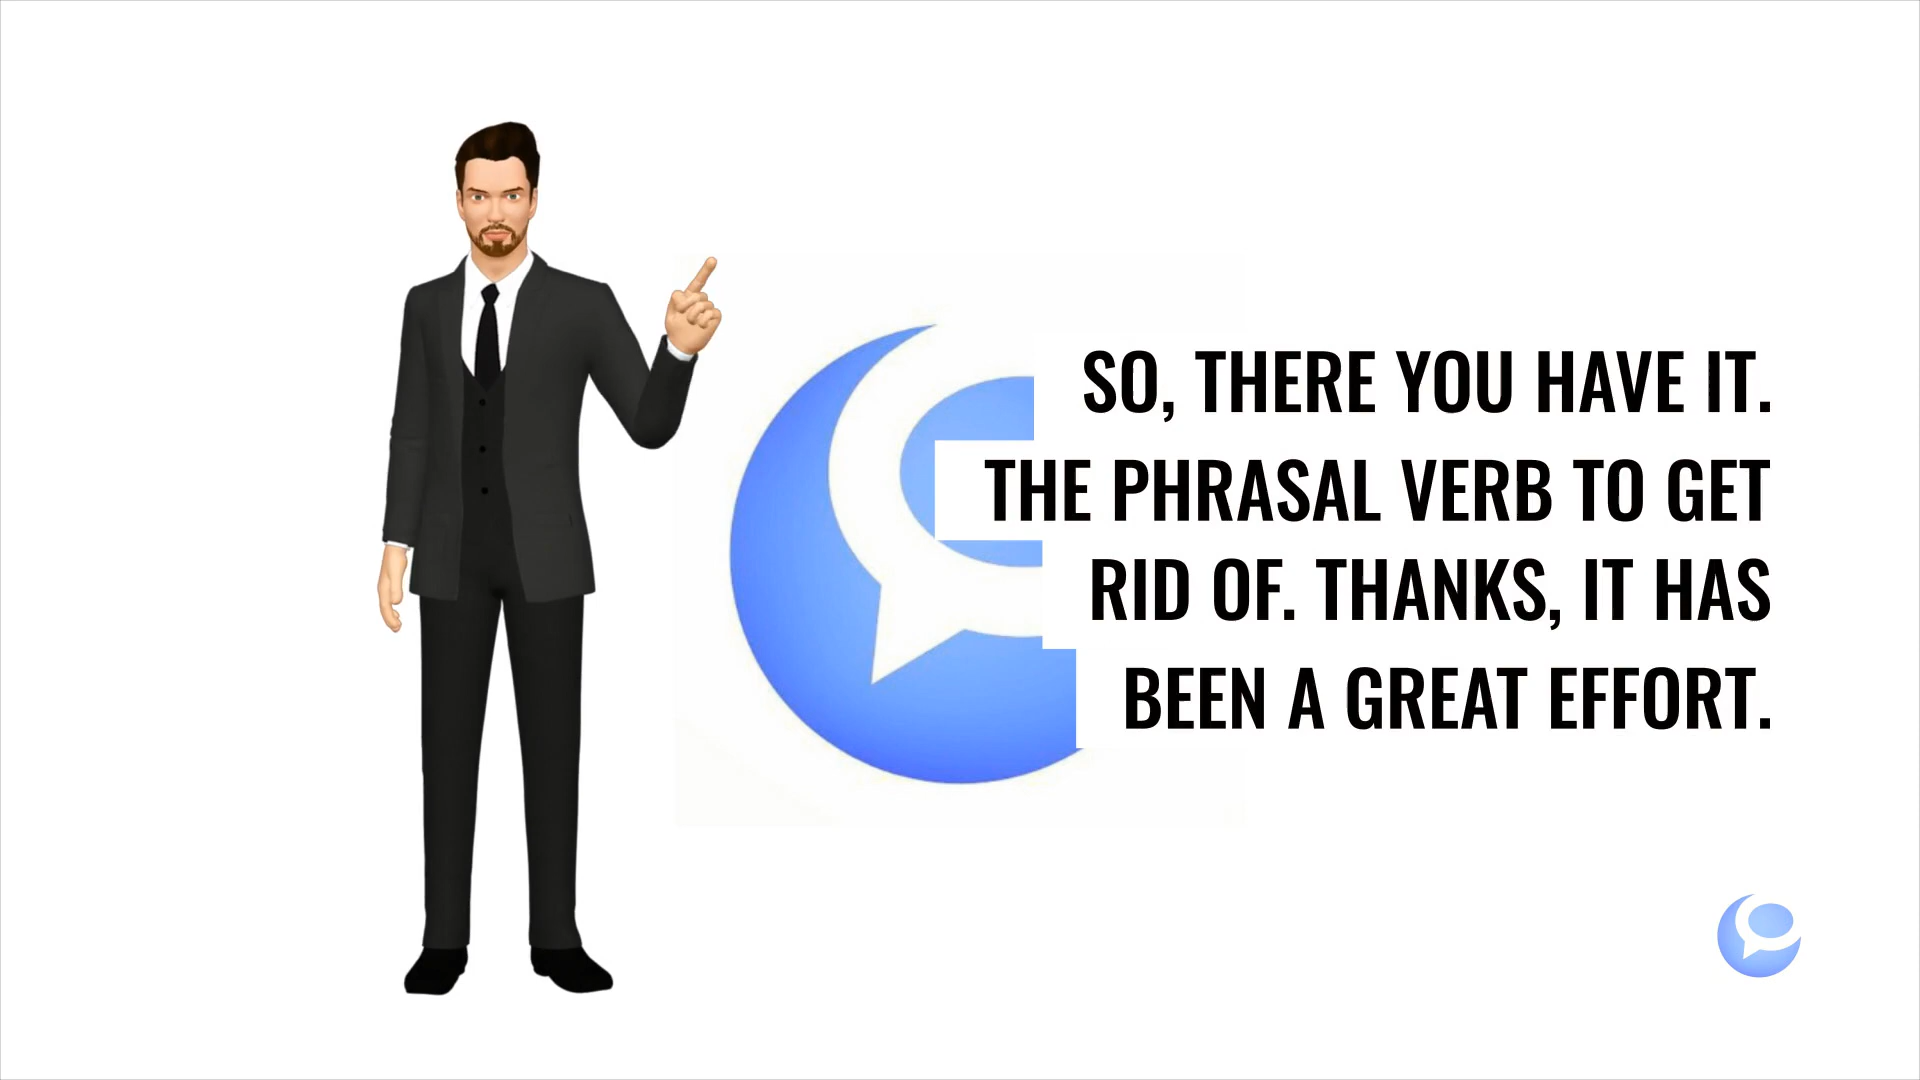 SO, THERE YOU HAVE IT.
THE PHRASAL VERB TO GET
RID OF. THANKS, IT HAS
BEEN A GREAT EFFORT.